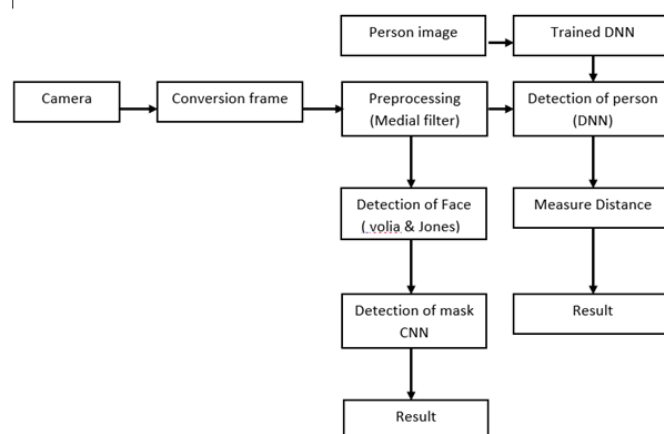 Person image
Trained DNN
Camera
Conversion frame
Preprocessing
(Medial filter)
Detection of person
(DNN)
Detection of Face
( volia & Jones)
Measure Distance
Detection of mask
CNN
Result
Result